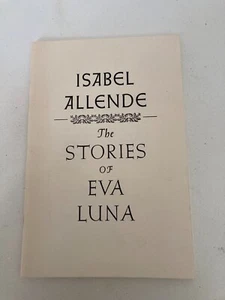 ISABEL
ALLENDE
The
STORIES
OF
EVA
LUNA